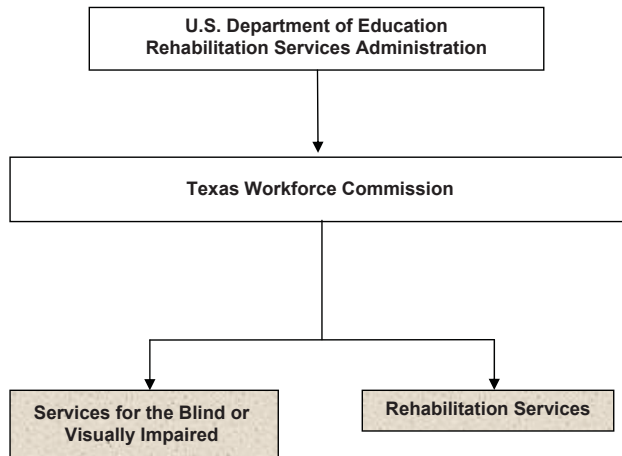 U.S. Department of Education
Rehabilitation Services Administration
Texas Workforce Commission
Services for the Blind or
Visually Impaired
Rehabilitation Services